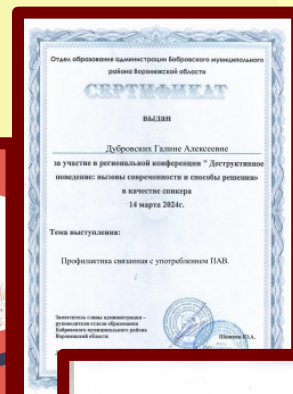 Отдел образования администрации Бобровского муниципального
района Воронежской области
СЕРТИФИКАТ
выдан
Дубровских Галине Алексеевне
за участие в региональной конференции " Деструктивное
поведение: вызовы современности и способы решения»
в качестве спикера
14 марта 2024г.
Тема выступления:
Профилактика связанная с употреблением ПАВ.
Заместитель главы администрации –
руководителя отдела образования
Бобровского муниципального района
Воронежской области
Шашкин Ю.А.